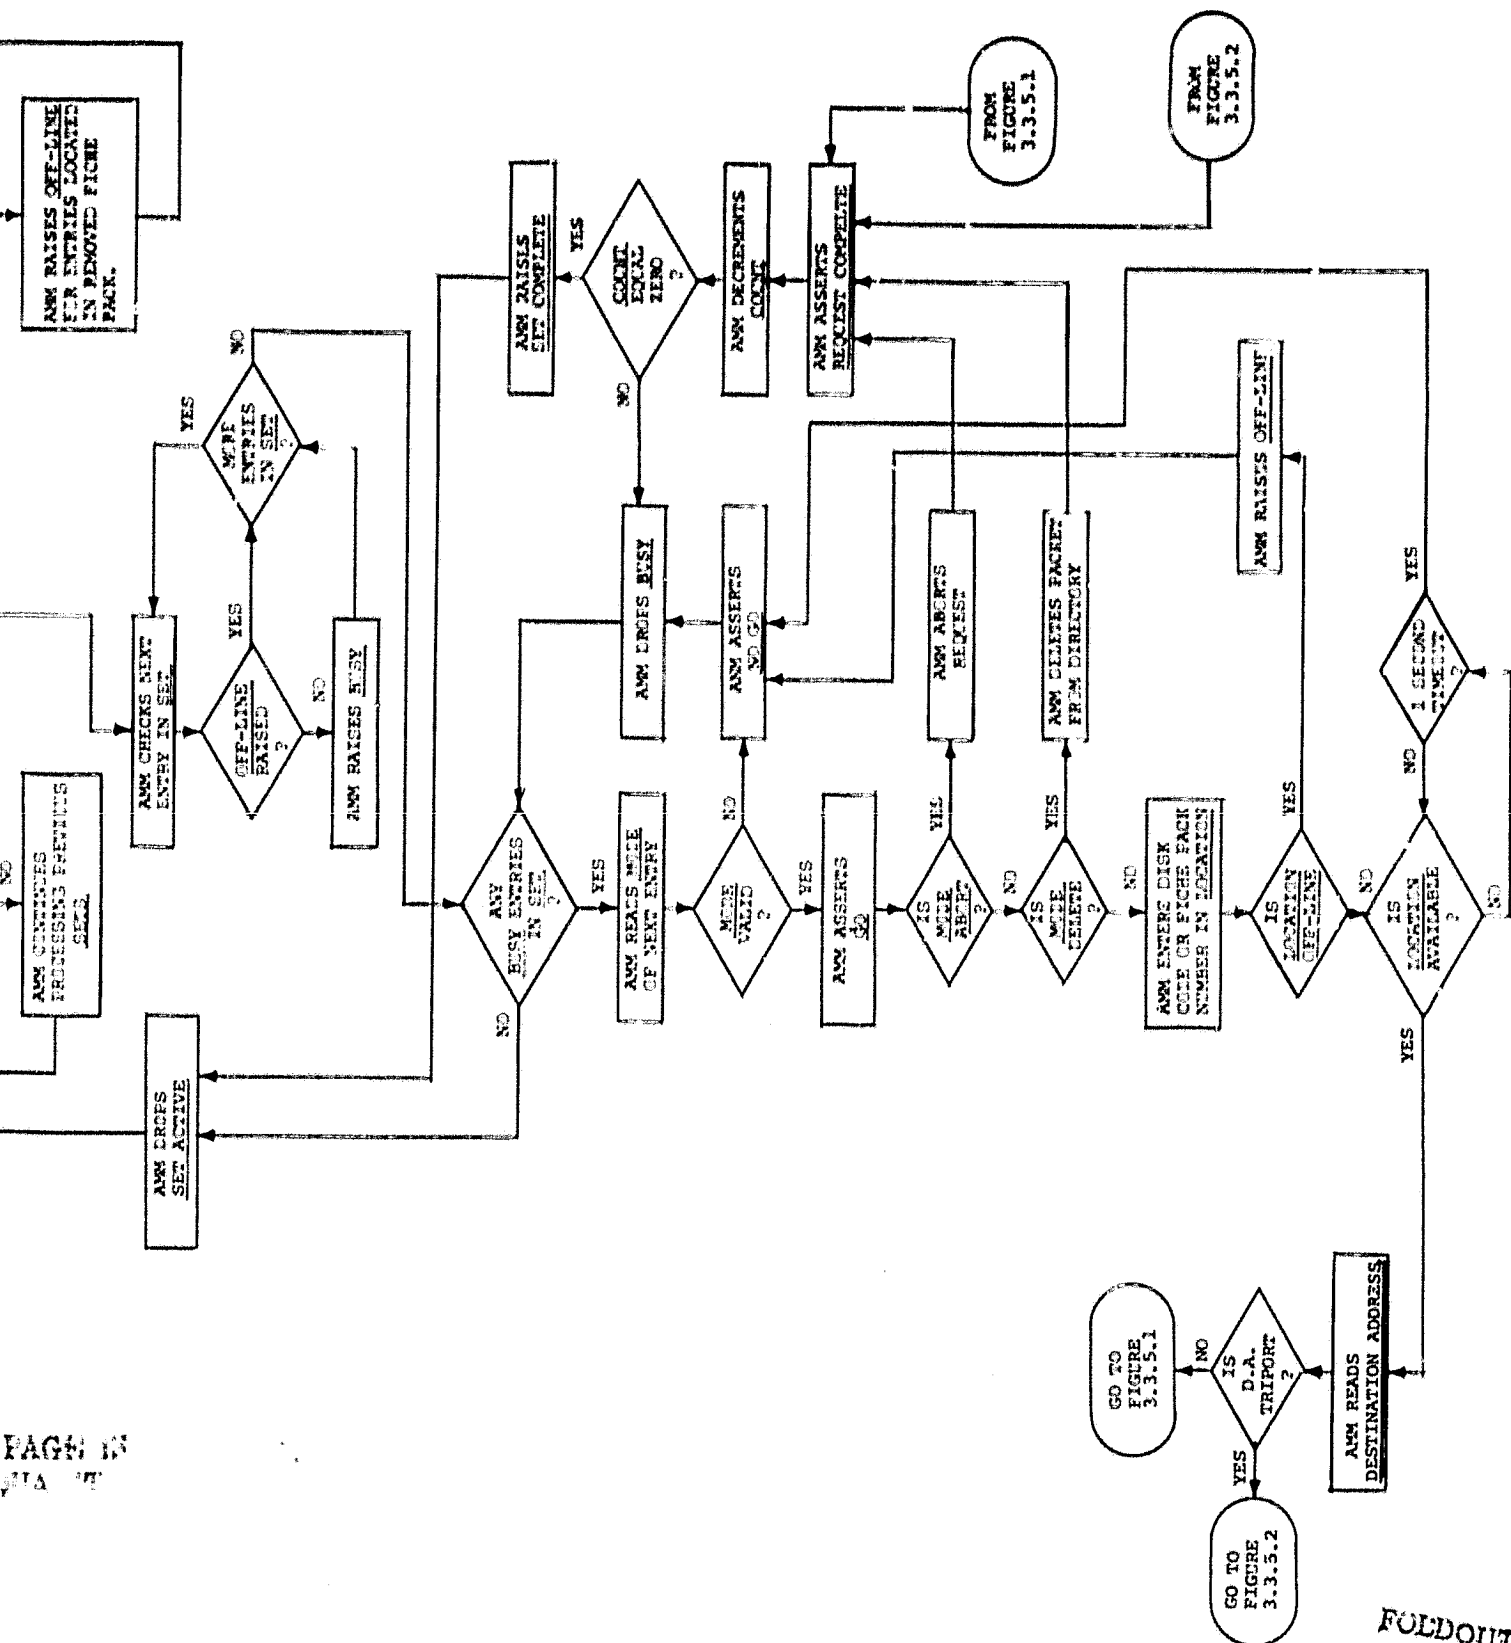 AMM RAISES OFF-LINE
FOR ENTRIES LOCATED
IN REMOVED FICHE
PACK.
NO
AMM CONTINUES
PROCESSING PREVIOUS
SETS
AMM CHECKS NEXT
ENTRY IN SET
OFF-LINE
RAISED
?
YES
NO
AMM RAISES BUSY
MORE
ENTRIES
IN SET
?
YES
NO
AMM DROPS
SET ACTIVE
ANY
BUSY ENTRIES
IN SET
?
NO
YES
AMM READS MODE
OF NEXT ENTRY
MODE
VALID
?
NO
YES
AMM ASSERTS
GO
IS
MODE
ABORT
?
YES
NO
IS
MODE
DELETE
?
YES
NO
AMM ENTERS DISK
CODE OR FICHE PACK
NUMBER IN LOCATION
IS
LOCATION
OFF-LINE
?
YES
NO
IS
LOCATION
AVAILABLE
?
YES
NO
1 SECOND
TIMEOUT
?
YES
NO
AMM RAISES OFF-LINE
AMM DELETES PACKET
FROM DIRECTORY
AMM ABORTS
REQUEST
AMM ASSERTS
NO GO
AMM DROPS BUSY
AMM RAISES
SET COMPLETE
YES
COUNT
EQUAL
ZERO
?
NO
AMM DECREMENTS
COUNT
AMM ASSERTS
REQUEST COMPELTE
FROM
FIGURE
3.3.5.1
FROM
FIGURE
3.3.5.2
AMM READS
DESTINATION ADDRESS
IS
D.A.
TRIPORT
?
NO
YES
GO TO
FIGURE
3.3.5.1
GO TO
FIGURE
3.3.5.2
PAGE IS
FOLDOUT